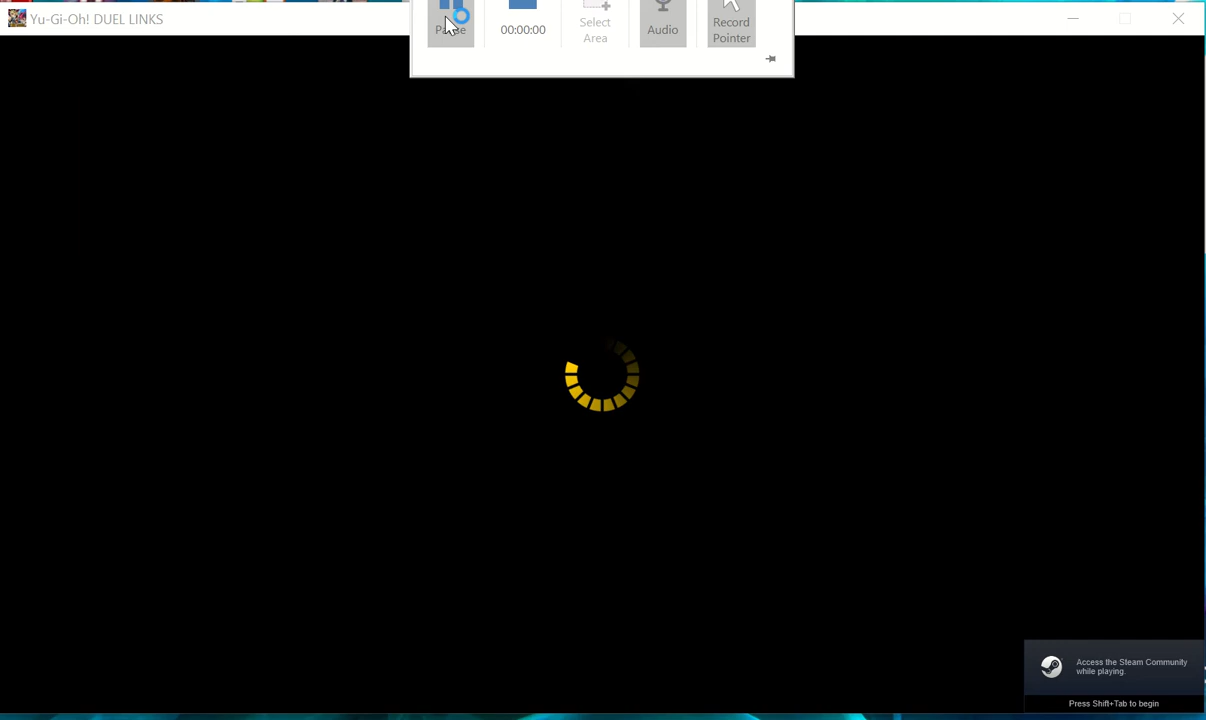 Yu-Gi-Oh! DUEL LINKS
Pause
00:00:00
Select
Area
Audio
Record
Pointer
Access the Steam Community
while playing.
Press Shift+Tab to begin